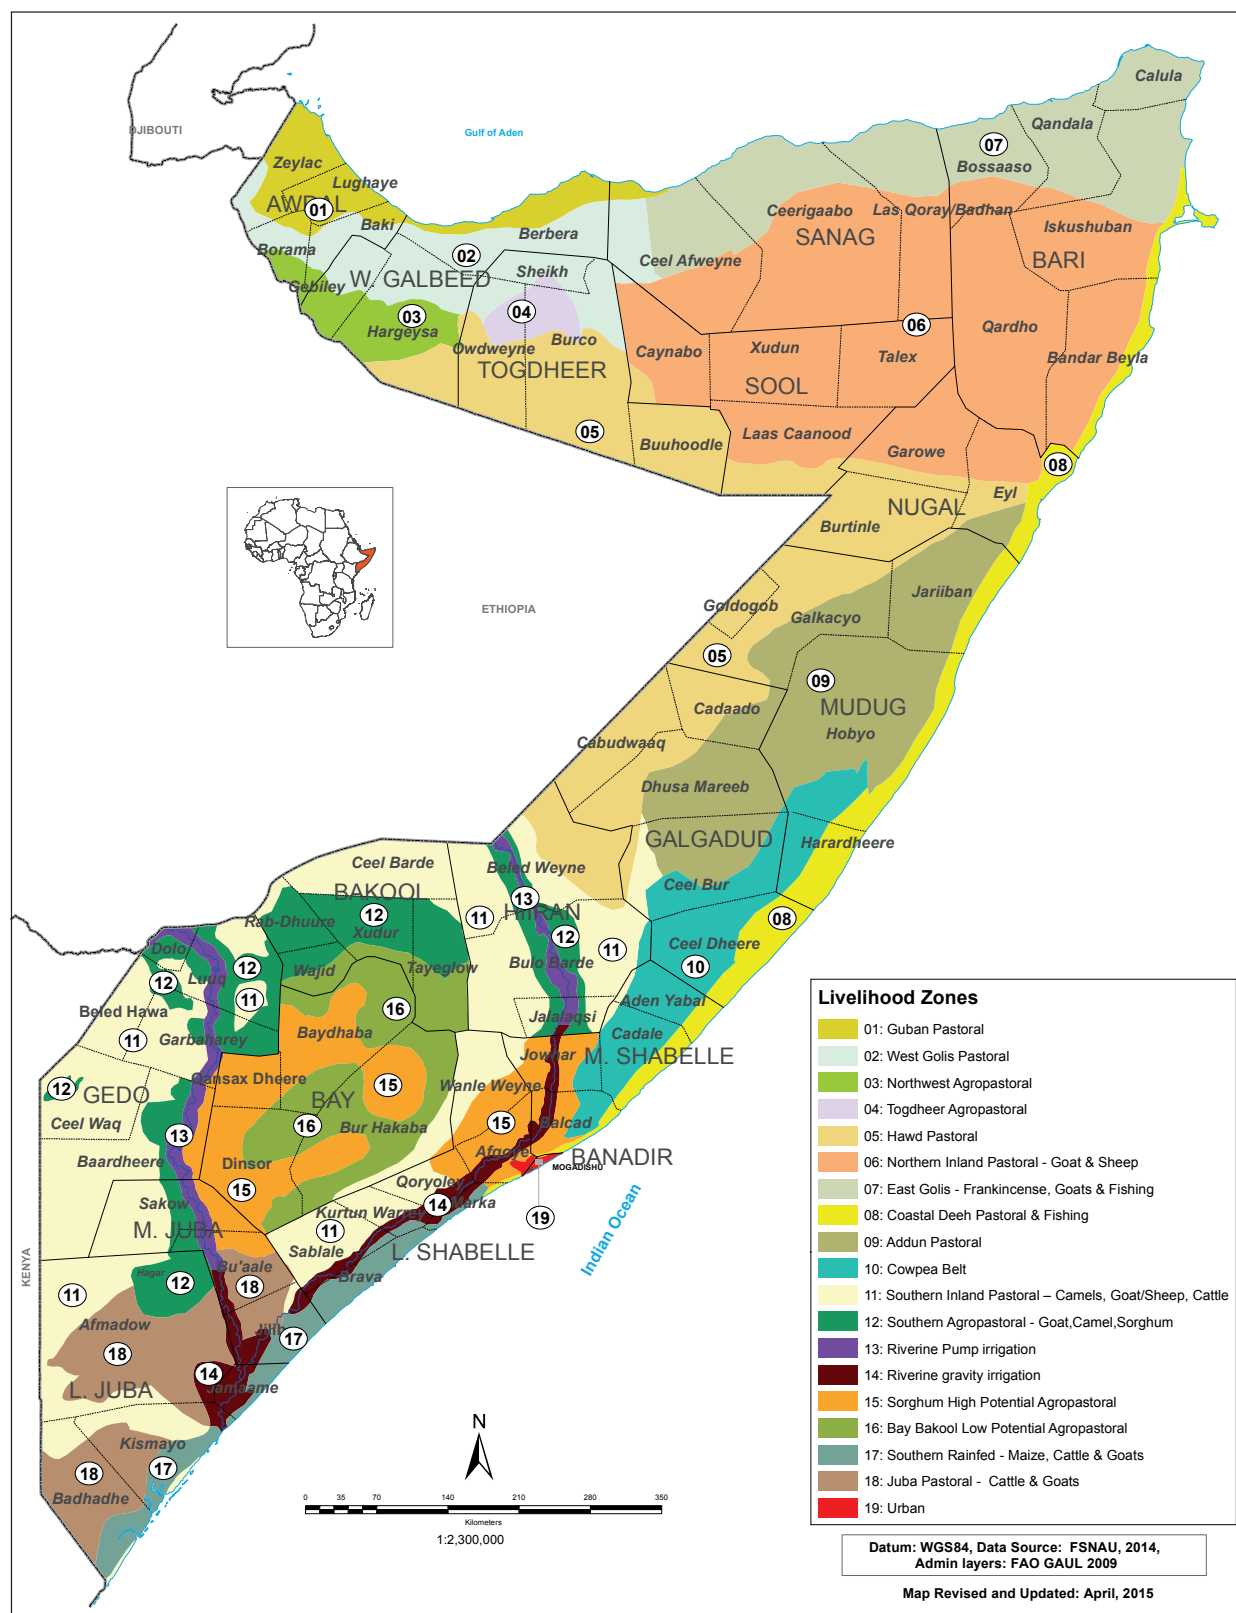 DJIBOUTI
Gulf of Aden
Calula
Qandala
07
Bossaaso
Zeylac
Lughaye
AWDAL
01
Baki
Ceerigaabo
Las Qoray/Badhan
SANAG
Iskushuban
BARI
Borama
02
Berbera
Ceel Afweyne
Gebiley
W. GALBEED
Sheikh
03
04
06
Qardho
Hargeysa
Owdweyne
Burco
Caynabo
Xudun
Talex
Bandar Beyla
TOGDHEER
SOOL
05
Buuhoodle
Laas Caanood
Garowe
08
Eyl
NUGAL
Burtinle
ETHIOPIA
Goldogob
Galkacyo
Jariiban
05
09
Cadaado
MUDUG
Hobyo
Cabudwaaq
Dhusa Mareeb
GALGADUD
Harardheere
Ceel Barde
Beled Weyne
BAKOOL
Ceel Bur
13
HIIRAN
12
11
Rab-Dhuure
Xudur
08
12
11
Ceel Dheere
Dolo
Luuq
12
Wajid
Tayeglow
Bulo Barde
10
12
11
Beled Hawa
16
Aden Yabal
Jalalaqsi
11
Garbaharey
Baydhaba
Cadale
Jowhar
M. SHABELLE
Qansax Dheere
12
GEDO
15
Wanle Weyne
BAY
Ceel Waq
13
16
Bur Hakaba
15
Balcad
Baardheere
Dinsor
Afgoye
BANADIR
MOGADISHU
15
Qoryoley
Sakow
14
Marka
19
M. JUBA
11
Kurtun Warrey
Sablale
L. SHABELLE
Indian Ocean
KENYA
Hagar
12
Bu'aale
18
Brava
11
Afmadow
Jilib
17
18
14
L. JUBA
Jamaame
Kismayo
17
18
Badhadhe
N
0 35 70 140 210 280 350
Kilometers
1:2,300,000
Livelihood Zones
01: Guban Pastoral
02: West Golis Pastoral
03: Northwest Agropastoral
04: Togdheer Agropastoral
05: Hawd Pastoral
06: Northern Inland Pastoral - Goat & Sheep
07: East Golis - Frankincense, Goats & Fishing
08: Coastal Deeh Pastoral & Fishing
09: Addun Pastoral
10: Cowpea Belt
11: Southern Inland Pastoral – Camels, Goat/Sheep, Cattle
12: Southern Agropastoral - Goat,Camel,Sorghum
13: Riverine Pump irrigation
14: Riverine gravity irrigation
15: Sorghum High Potential Agropastoral
16: Bay Bakool Low Potential Agropastoral
17: Southern Rainfed - Maize, Cattle & Goats
18: Juba Pastoral - Cattle & Goats
19: Urban
Datum: WGS84, Data Source: FSNAU, 2014,
Admin layers: FAO GAUL 2009
Map Revised and Updated: April, 2015